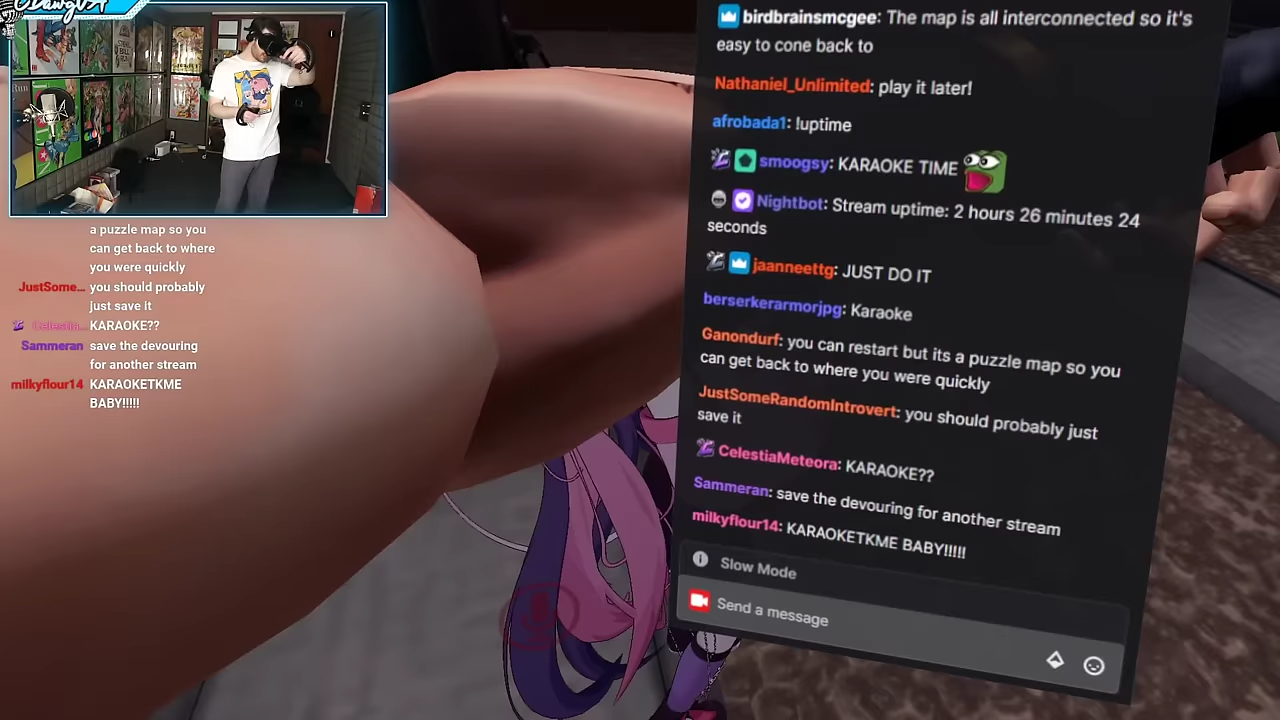 CDawgVA
a puzzle map so you
can get back to where
you were quickly
JustSome... you should probably
just save it
Celestia... KARAOKE??
Sammeran save the devouring
for another stream
milkyflour14 KARAOKETKME
BABY!!!!!
birdbrainsmcgee: The map is all interconnected so it's
easy to cone back to
Nathaniel_Unlimited: play it later!
afrobada1: !uptime
smoogsy: KARAOKE TIME
Nightbot: Stream uptime: 2 hours 26 minutes 24
seconds
jaanneettg: JUST DO IT
berserkerarmorjpg: Karaoke
Ganondurf: you can restart but its a puzzle map so you
can get back to where you were quickly
JustSomeRandomIntrovert: you should probably just
save it
CelestiaMeteora: KARAOKE??
Sammeran: save the devouring for another stream
milkyflour14: KARAOKETKME BABY!!!!!
Slow Mode
Send a message